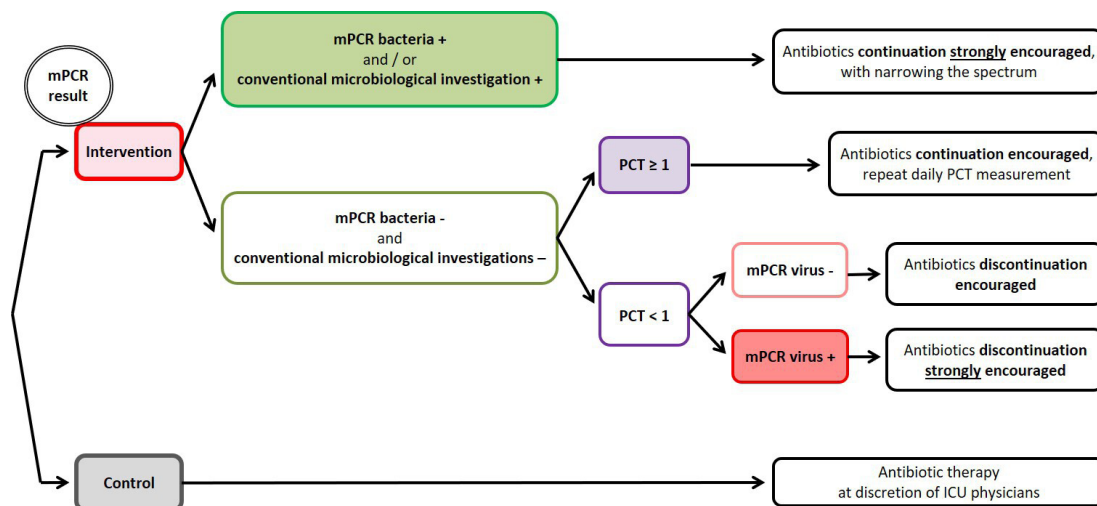 mPCR
result
Intervention
mPCR bacteria +
and / or
conventional microbiological investigation +
Antibiotics continuation strongly encouraged,
with narrowing the spectrum
mPCR bacteria -
and
conventional microbiological investigations –
PCT ≥ 1
Antibiotics continuation encouraged,
repeat daily PCT measurement
PCT < 1
mPCR virus -
Antibiotics discontinuation
encouraged
mPCR virus +
Antibiotics discontinuation
strongly encouraged
Control
Antibiotic therapy
at discretion of ICU physicians